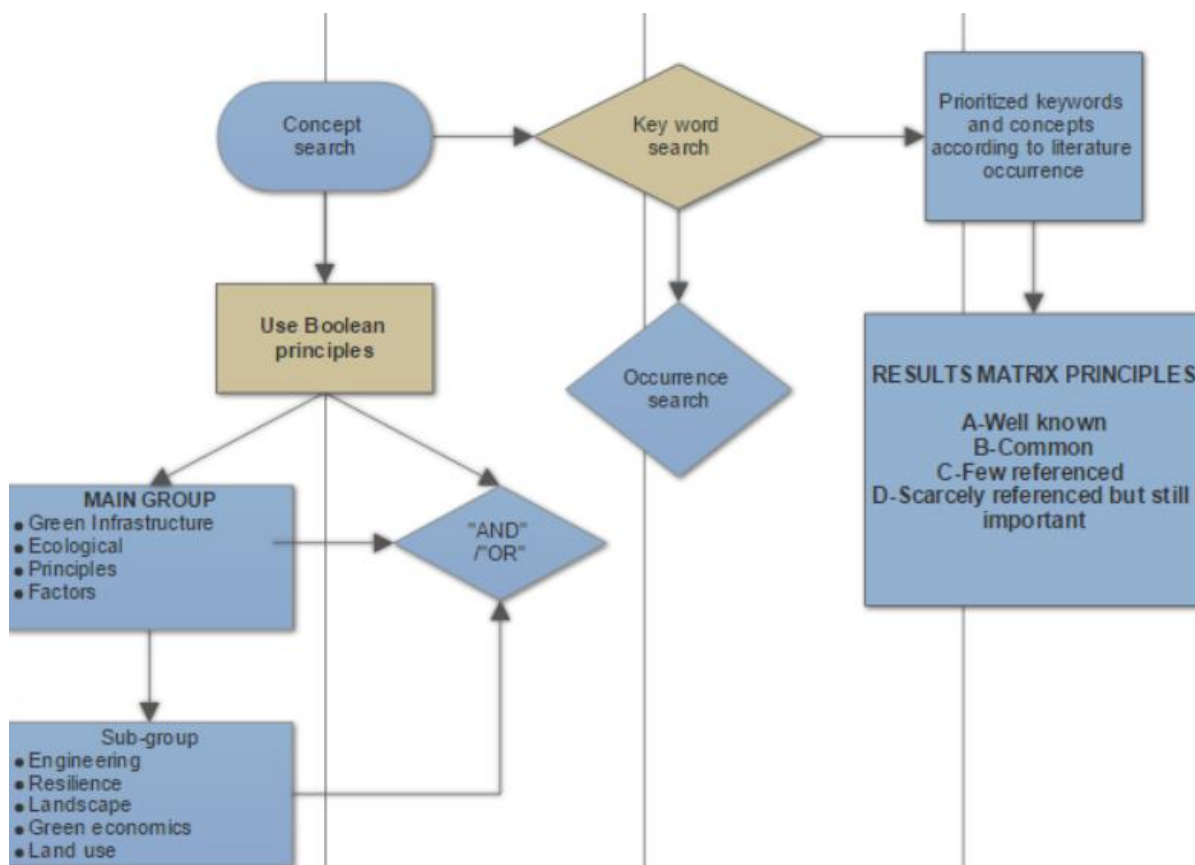 Concept
search
Key word
search
Prioritized keywords
and concepts
according to literature
occurrence
Use Boolean
principles
Occurrence
search
RESULTS MATRIX PRINCIPLES
A-Well known
B-Common
C-Few referenced
D-Scarcely referenced but still
important
MAIN GROUP
● Green Infrastructure
● Ecological
● Principles
● Factors
"AND"
/"OR"
Sub-group
● Engineering
● Resilience
● Landscape
● Green economics
● Land use